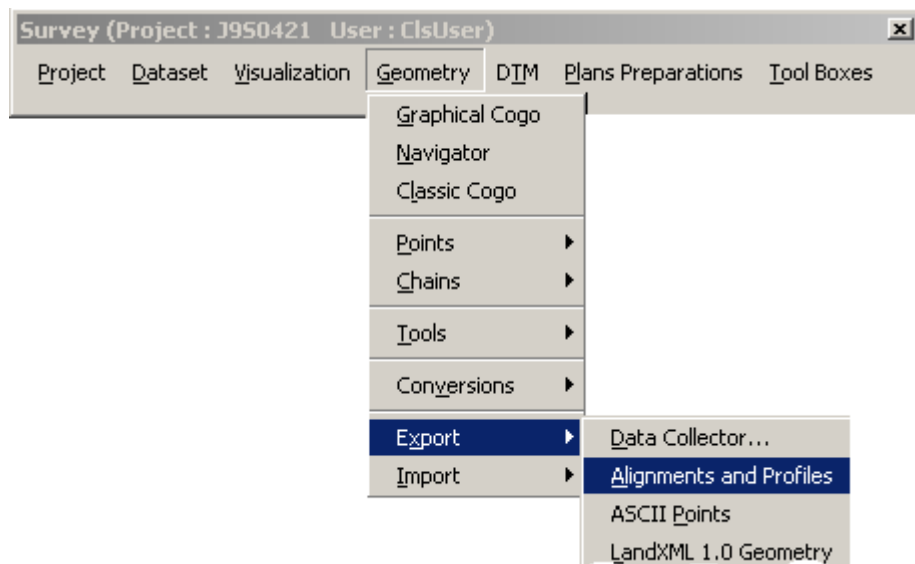 Survey (Project : J9S0421 User : ClsUser)
Project Dataset Visualization Geometry DTM Plans Preparations Tool Boxes
Graphical Cogo
Navigator
Classic Cogo
Points
Chains
Tools
Conversions
Export
Import
Data Collector...
Alignments and Profiles
ASCII Points
LandXML 1.0 Geometry